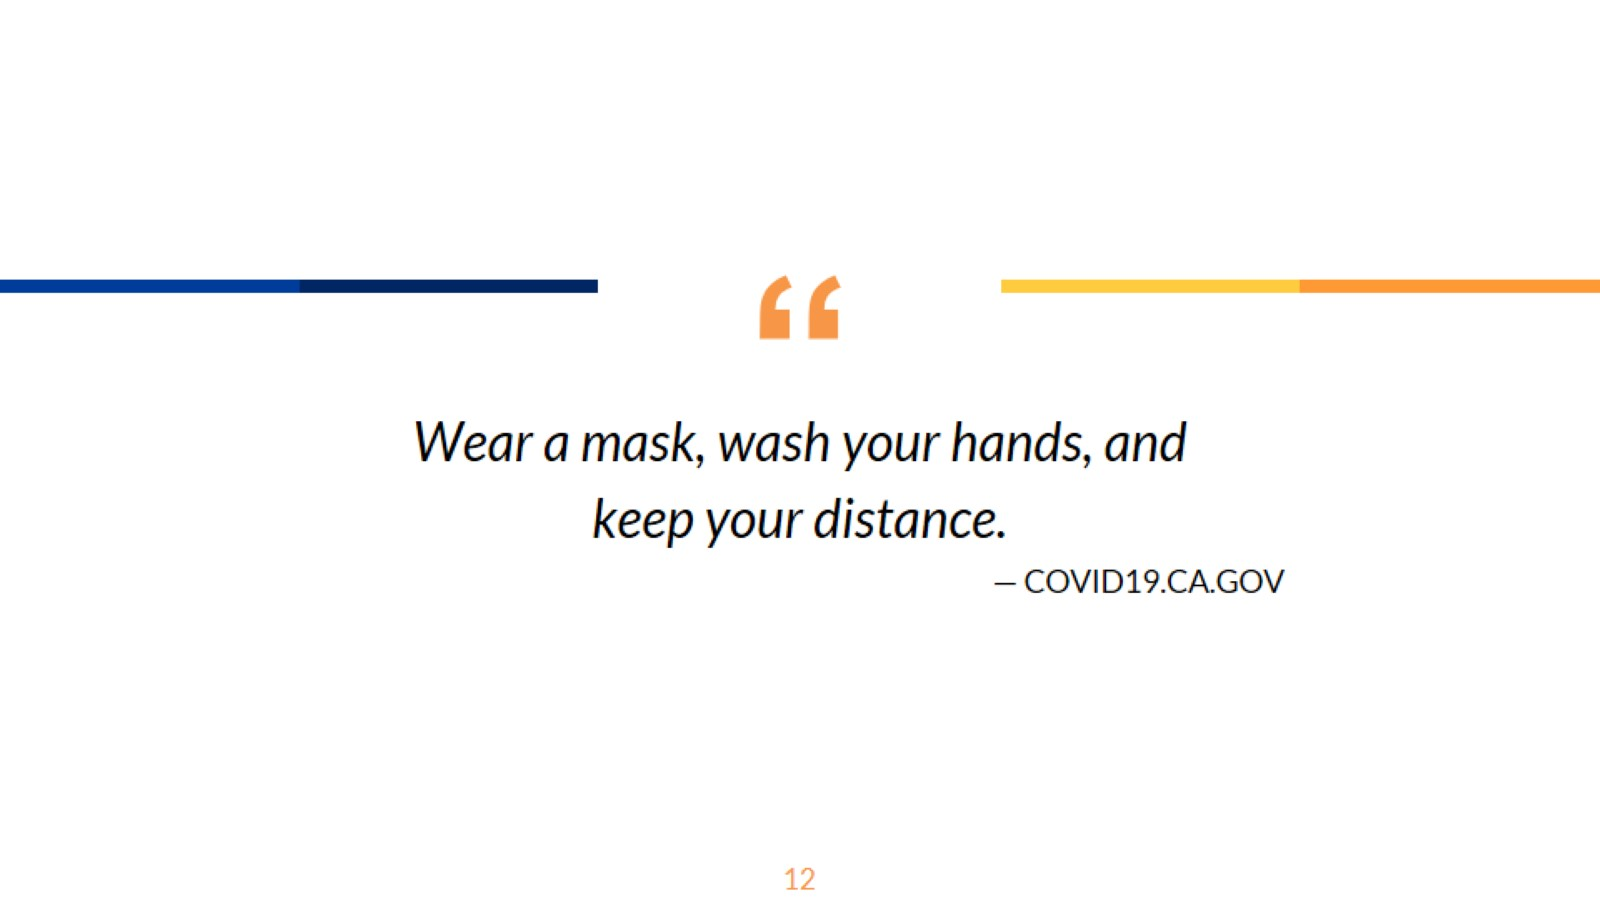 “
Wear a mask, wash your hands, and
keep your distance.
– COVID19.CA.GOV
12